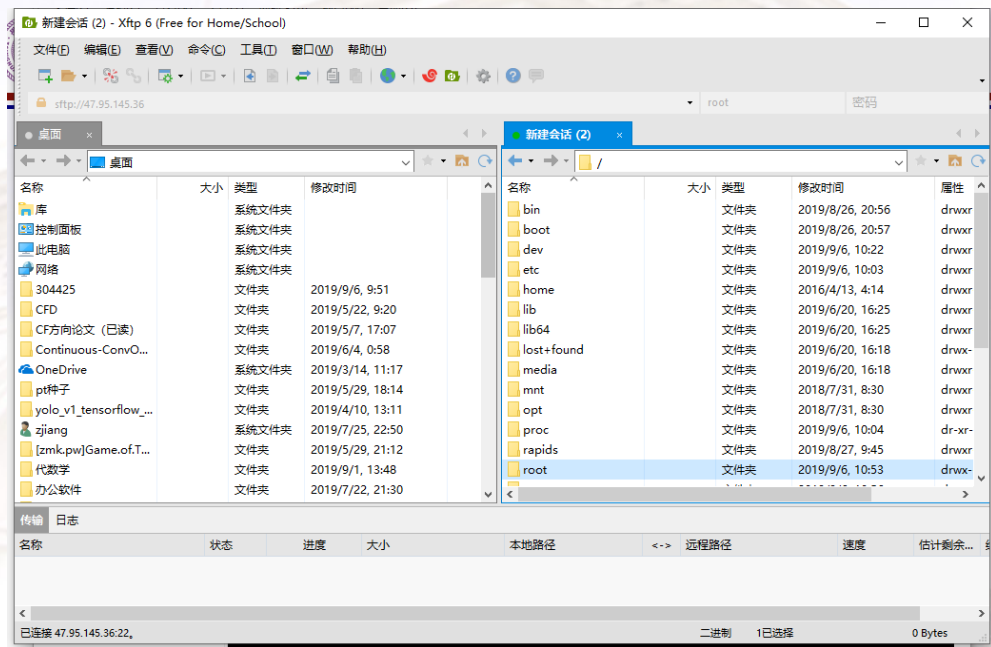 新建会话 (2) - Xftp 6 (Free for Home/School)
文件(F) 编辑(E) 查看(V) 命令(C) 工具(T) 窗口(W) 帮助(H)
sftp://47.95.145.36 root 密码
桌面 × 新建会话 (2) ×
桌面 /
名称 大小 类型 修改时间 名称 大小 类型 修改时间 属性
库 系统文件夹 bin 文件夹 2019/8/26, 20:56 drwxr
控制面板 系统文件夹 boot 文件夹 2019/8/26, 20:57 drwxr
此电脑 系统文件夹 dev 文件夹 2019/9/6, 10:22 drwxr
网络 系统文件夹 etc 文件夹 2019/9/6, 10:03 drwxr
304425 文件夹 2019/9/6, 9:51 home 文件夹 2016/4/13, 4:14 drwxr
CFD 文件夹 2019/5/22, 9:20 lib 文件夹 2019/6/20, 16:25 drwxr
CF方向论文（已读） 文件夹 2019/5/7, 17:07 lib64 文件夹 2019/6/20, 16:25 drwxr
Continuous-ConvO... 文件夹 2019/6/4, 0:58 lost+found 文件夹 2019/6/20, 16:18 drwx-
OneDrive 系统文件夹 2019/3/14, 11:17 media 文件夹 2019/6/20, 16:18 drwxr
pt种子 文件夹 2019/5/29, 18:14 mnt 文件夹 2018/7/31, 8:30 drwxr
yolo_v1_tensorflow_... 文件夹 2019/4/10, 13:11 opt 文件夹 2018/7/31, 8:30 drwxr
zjiang 系统文件夹 2019/7/25, 22:50 proc 文件夹 2019/9/6, 10:04 dr-xr-
[zmk.pw]Game.of.T... 文件夹 2019/5/29, 21:12 rapids 文件夹 2019/8/27, 9:45 drwxr
代数学 文件夹 2019/9/1, 13:48 root 文件夹 2019/9/6, 10:53 drwx-
办公软件 文件夹 2019/7/22, 21:30
传输 日志
名称 状态 进度 大小 本地路径 <-> 远程路径 速度 估计剩余...
已连接 47.95.145.36:22。 二进制 1已选择 0 Bytes